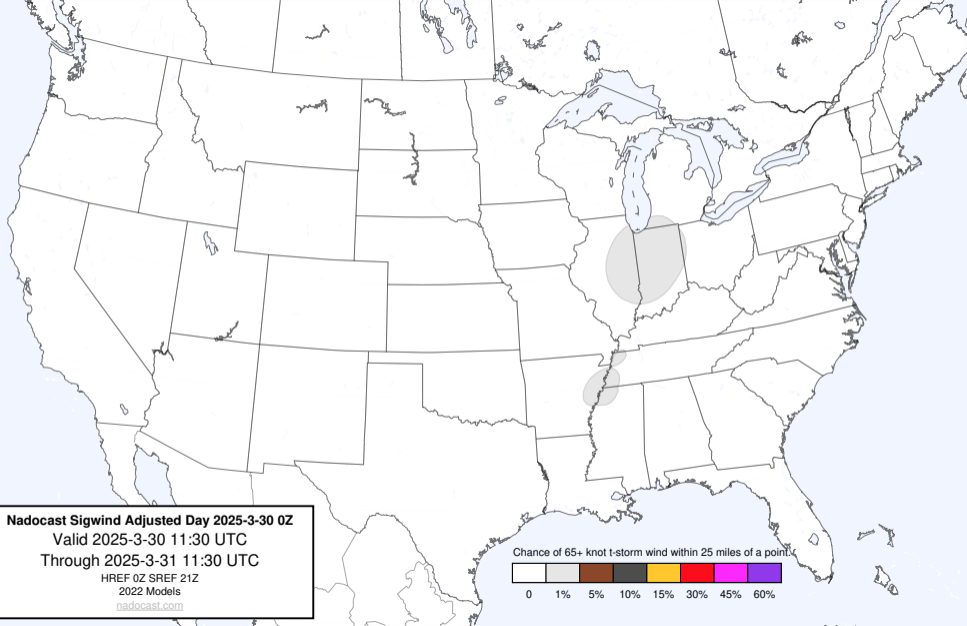 Nadocast Sigwind Adjusted Day 2025-3-30 0Z
Valid 2025-3-30 11:30 UTC
Through 2025-3-31 11:30 UTC
HREF 0Z SREF 21Z
2022 Models
nadocast.com
Chance of 65+ knot t-storm wind within 25 miles of a point.
0 1% 5% 10% 15% 30% 45% 60%